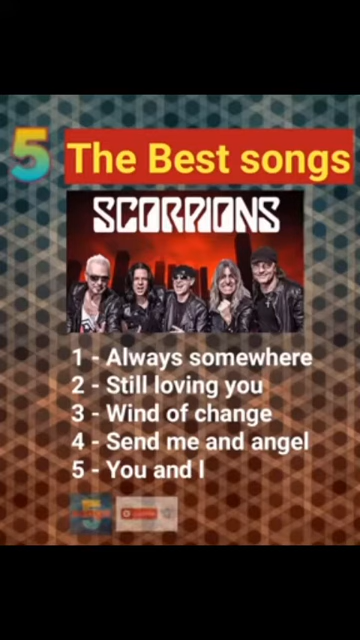 5 The Best songs
SCORPIONS
1 - Always somewhere
2 - Still loving you
3 - Wind of change
4 - Send me and angel
5 - You and I
5